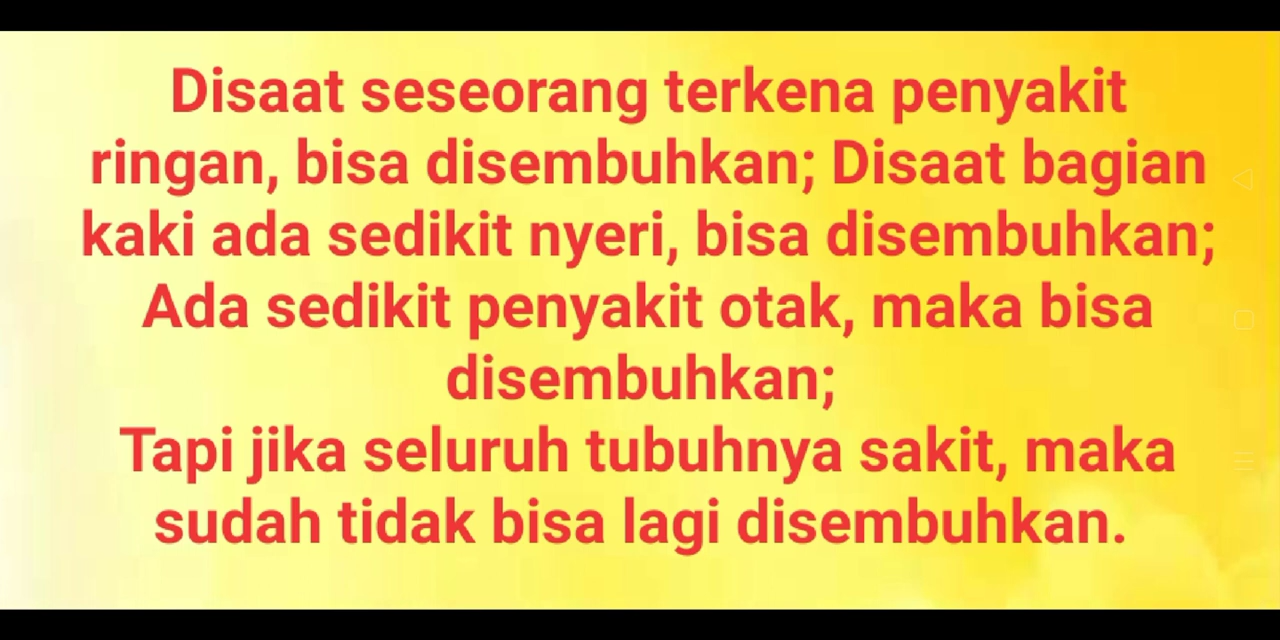 Disaat seseorang terkena penyakit
ringan, bisa disembuhkan; Disaat bagian
kaki ada sedikit nyeri, bisa disembuhkan;
Ada sedikit penyakit otak, maka bisa
disembuhkan;
Tapi jika seluruh tubuhnya sakit, maka
sudah tidak bisa lagi disembuhkan.